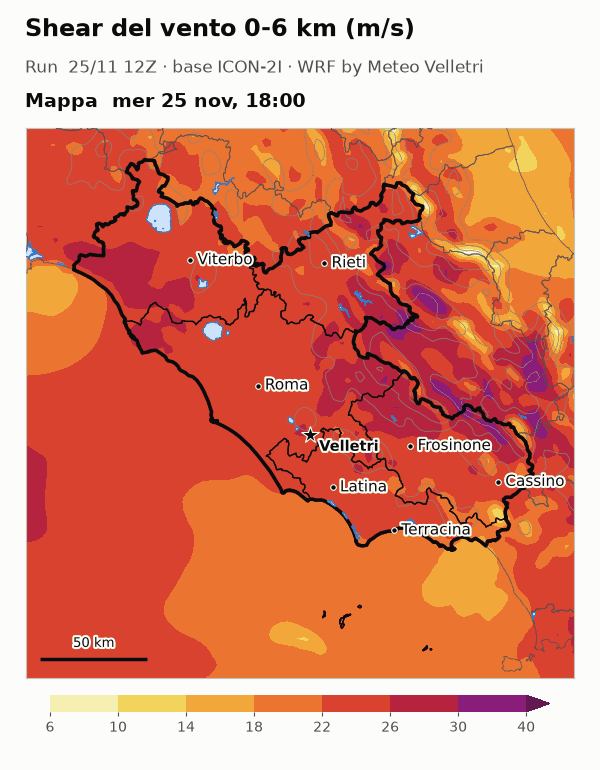 Shear del vento 0-6 km (m/s)
Run  25/11 12Z · base ICON-2I · WRF by Meteo Velletri
Mappa  mer 25 nov, 18:00
Viterbo
Rieti
Roma
Velletri
Frosinone
Latina
Cassino
Terracina
50 km
6 10 14 18 22 26 30 40